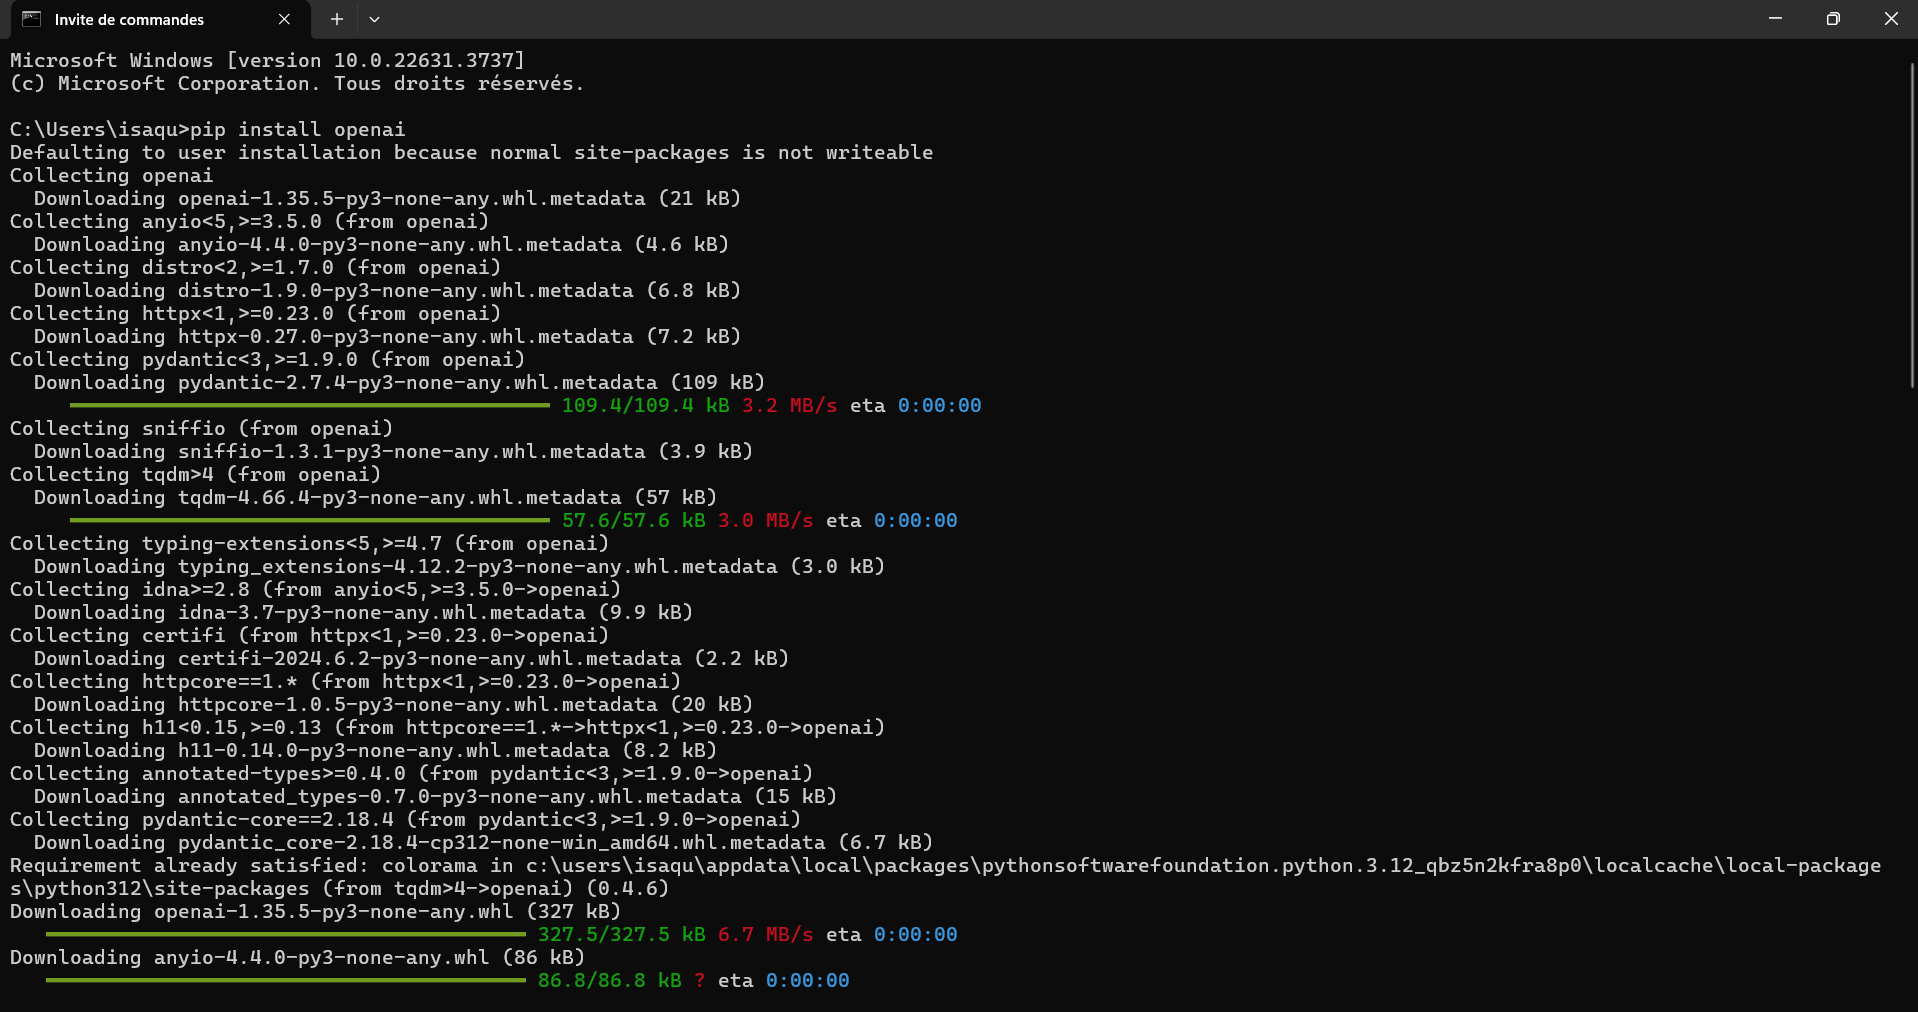 Invite de commandes
Microsoft Windows [version 10.0.22631.3737]
(c) Microsoft Corporation. Tous droits réservés.
C:\Users\isaqu>pip install openai
Defaulting to user installation because normal site-packages is not writeable
Collecting openai
  Downloading openai-1.35.5-py3-none-any.whl.metadata (21 kB)
Collecting anyio<5,>=3.5.0 (from openai)
  Downloading anyio-4.4.0-py3-none-any.whl.metadata (4.6 kB)
Collecting distro<2,>=1.7.0 (from openai)
  Downloading distro-1.9.0-py3-none-any.whl.metadata (6.8 kB)
Collecting httpx<1,>=0.23.0 (from openai)
  Downloading httpx-0.27.0-py3-none-any.whl.metadata (7.2 kB)
Collecting pydantic<3,>=1.9.0 (from openai)
  Downloading pydantic-2.7.4-py3-none-any.whl.metadata (109 kB)
109.4/109.4 kB 3.2 MB/s eta 0:00:00
Collecting sniffio (from openai)
  Downloading sniffio-1.3.1-py3-none-any.whl.metadata (3.9 kB)
Collecting tqdm>4 (from openai)
  Downloading tqdm-4.66.4-py3-none-any.whl.metadata (57 kB)
57.6/57.6 kB 3.0 MB/s eta 0:00:00
Collecting typing-extensions<5,>=4.7 (from openai)
  Downloading typing_extensions-4.12.2-py3-none-any.whl.metadata (3.0 kB)
Collecting idna>=2.8 (from anyio<5,>=3.5.0->openai)
  Downloading idna-3.7-py3-none-any.whl.metadata (9.9 kB)
Collecting certifi (from httpx<1,>=0.23.0->openai)
  Downloading certifi-2024.6.2-py3-none-any.whl.metadata (2.2 kB)
Collecting httpcore==1.* (from httpx<1,>=0.23.0->openai)
  Downloading httpcore-1.0.5-py3-none-any.whl.metadata (20 kB)
Collecting h11<0.15,>=0.13 (from httpcore==1.*->httpx<1,>=0.23.0->openai)
  Downloading h11-0.14.0-py3-none-any.whl.metadata (8.2 kB)
Collecting annotated-types>=0.4.0 (from pydantic<3,>=1.9.0->openai)
  Downloading annotated_types-0.7.0-py3-none-any.whl.metadata (15 kB)
Collecting pydantic-core==2.18.4 (from pydantic<3,>=1.9.0->openai)
  Downloading pydantic_core-2.18.4-cp312-none-win_amd64.whl.metadata (6.7 kB)
Requirement already satisfied: colorama in c:\users\isaqu\appdata\local\packages\pythonsoftwarefoundation.python.3.12_qbz5n2kfra8p0\localcache\local-package
s\python312\site-packages (from tqdm>4->openai) (0.4.6)
Downloading openai-1.35.5-py3-none-any.whl (327 kB)
327.5/327.5 kB 6.7 MB/s eta 0:00:00
Downloading anyio-4.4.0-py3-none-any.whl (86 kB)
86.8/86.8 kB ? eta 0:00:00